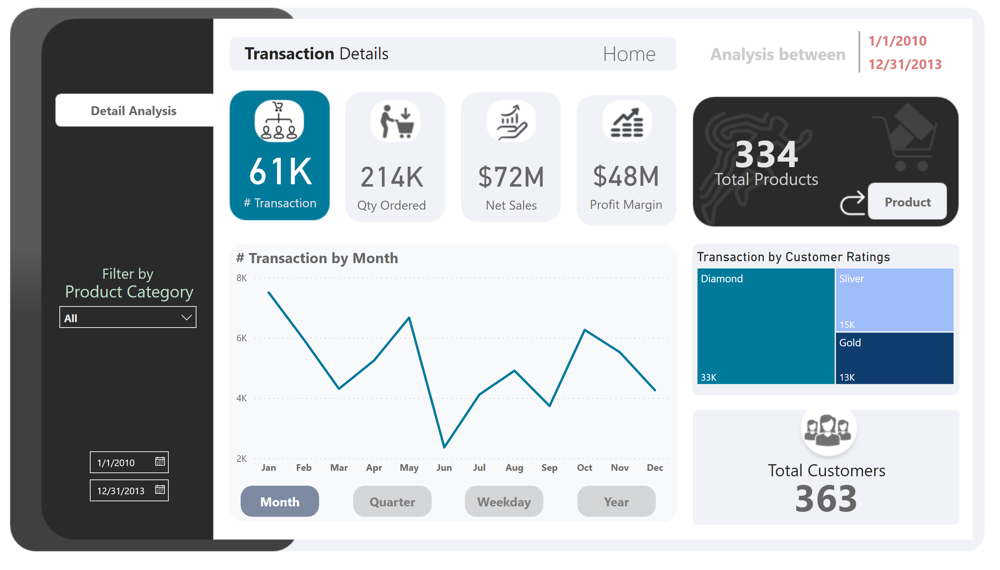 Transaction Details
Home
Analysis between
1/1/2010
12/31/2013
Detail Analysis
61K
# Transaction
214K
Qty Ordered
$72M
Net Sales
$48M
Profit Margin
334
Total Products
Product
Filter by
Product Category
All
1/1/2010
12/31/2013
# Transaction by Month
8K
6K
4K
2K
Jan Feb Mar Apr May Jun Jul Aug Sep Oct Nov Dec
Month
Quarter
Weekday
Year
Transaction by Customer Ratings
Diamond
33K
Sliver
15K
Gold
13K
Total Customers
363